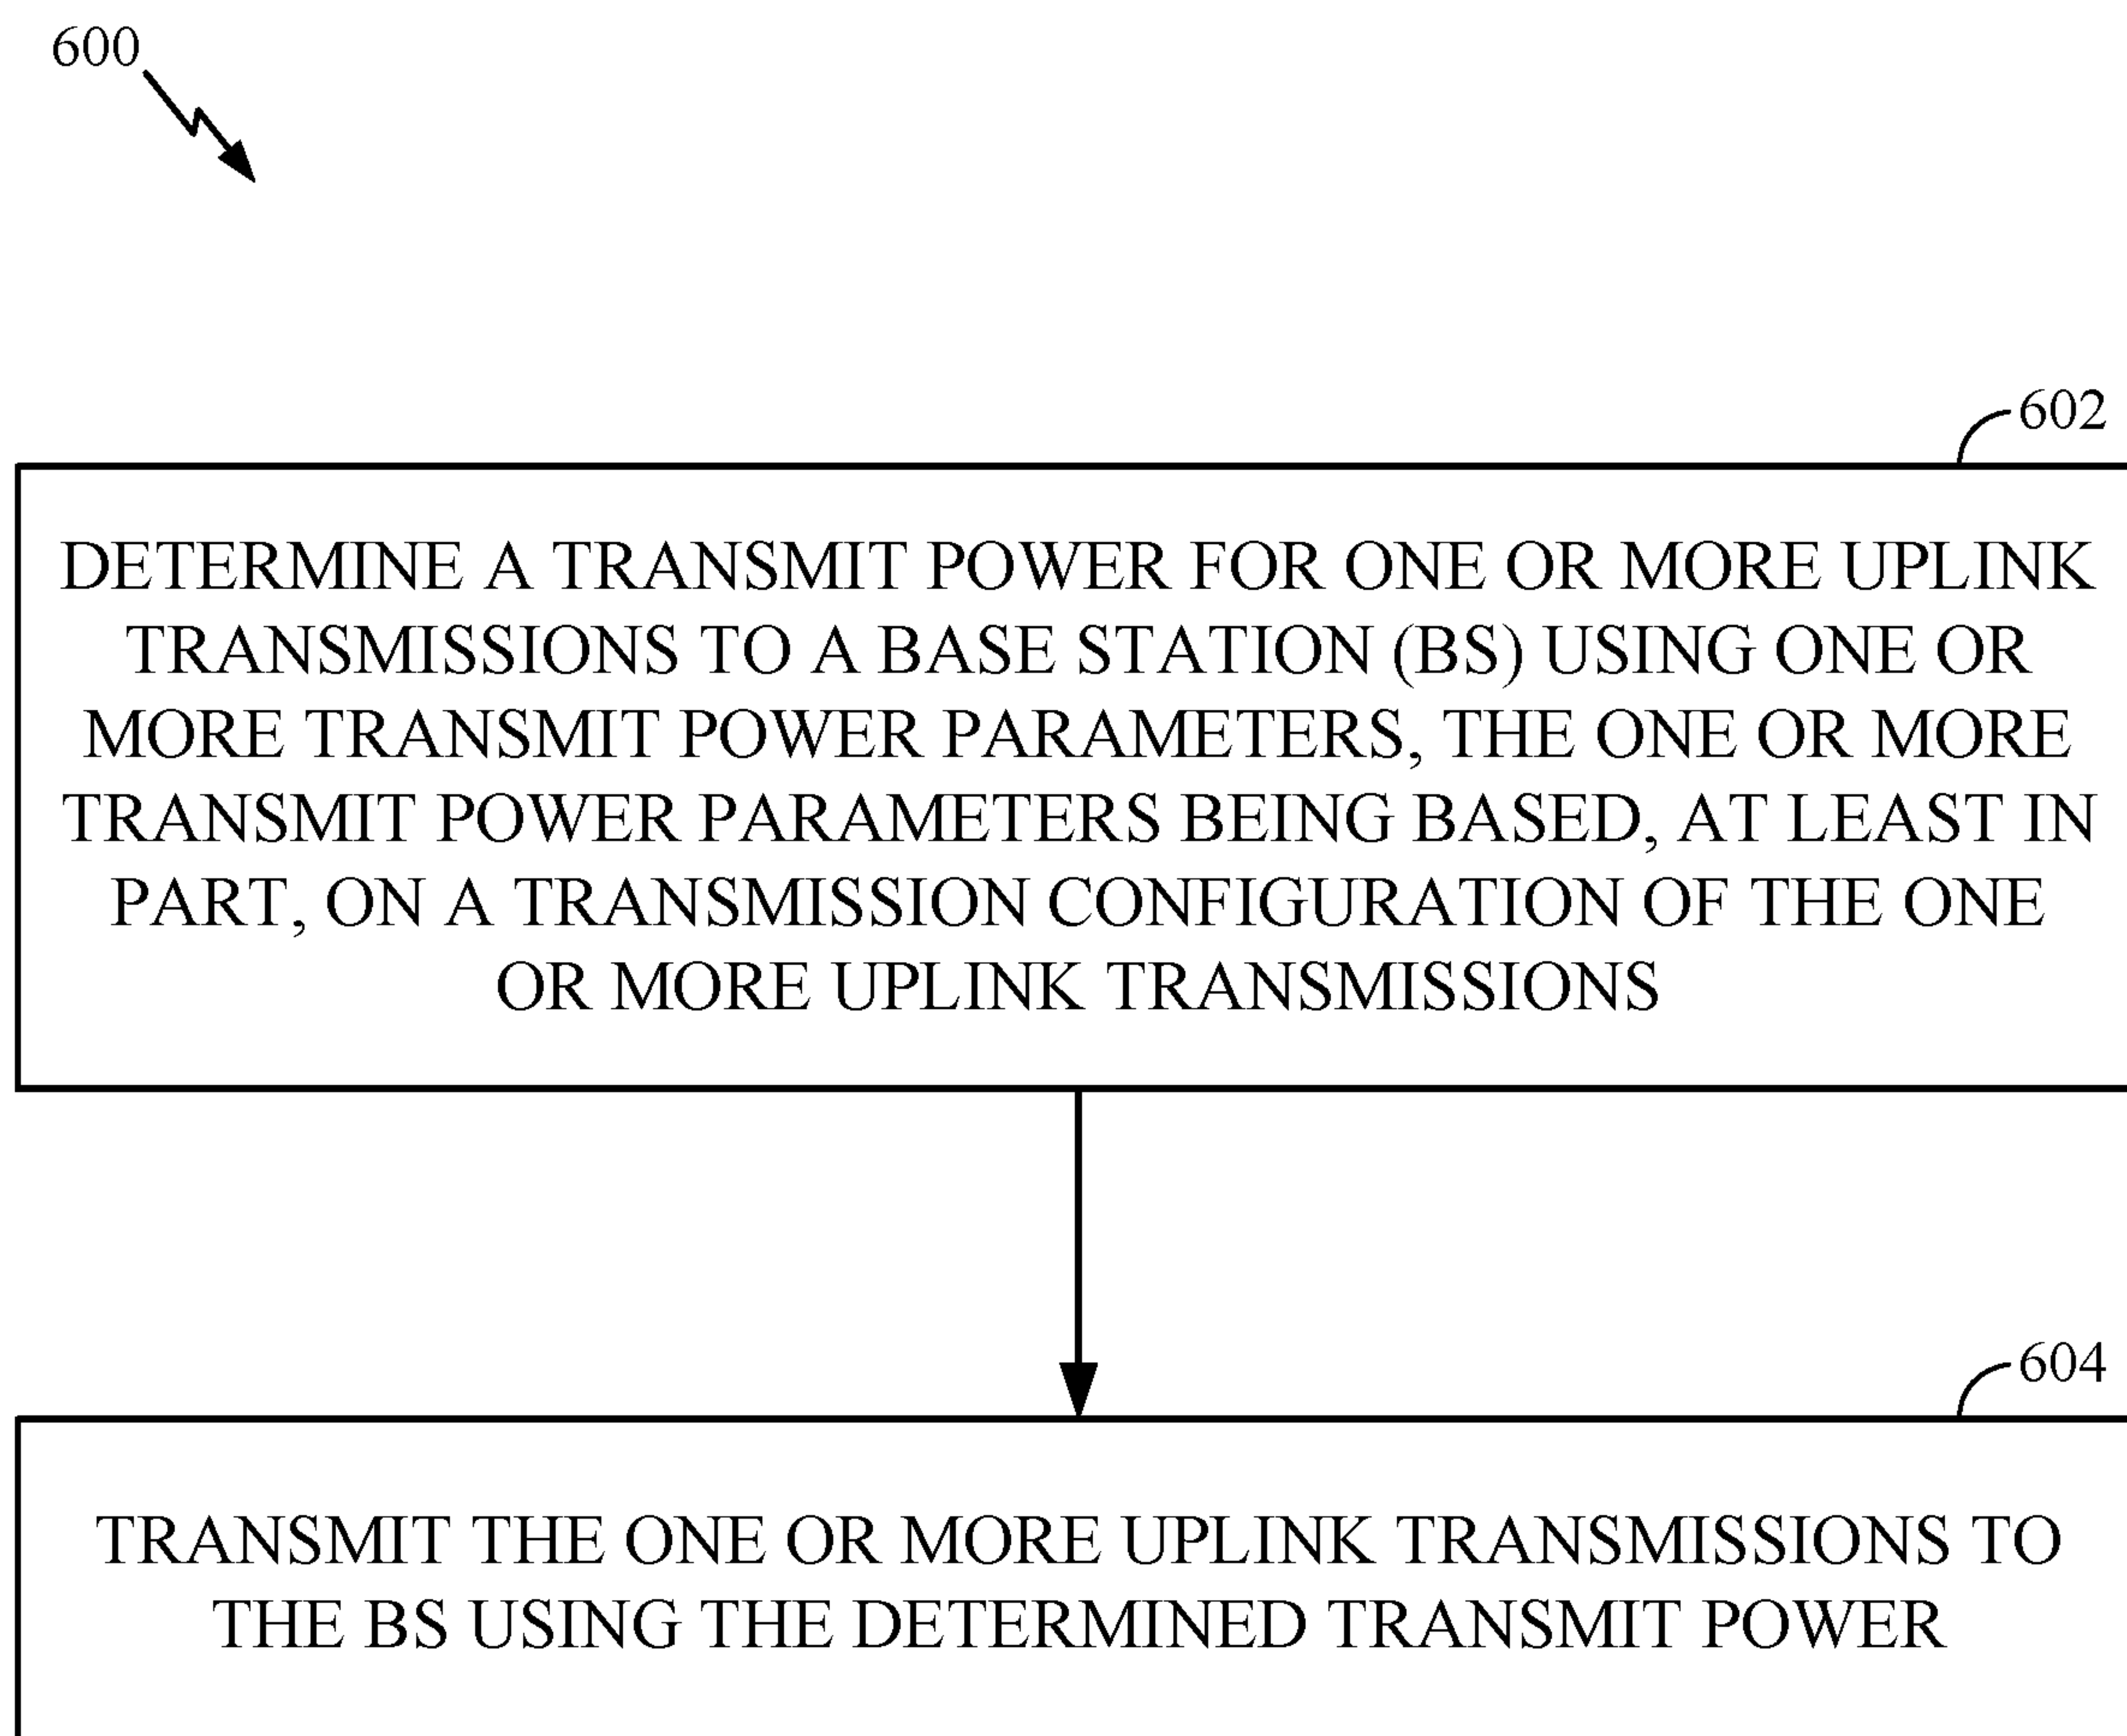 600
602
DETERMINE A TRANSMIT POWER FOR ONE OR MORE UPLINK
TRANSMISSIONS TO A BASE STATION (BS) USING ONE OR
MORE TRANSMIT POWER PARAMETERS, THE ONE OR MORE
TRANSMIT POWER PARAMETERS BEING BASED, AT LEAST IN
PART, ON A TRANSMISSION CONFIGURATION OF THE ONE
OR MORE UPLINK TRANSMISSIONS
604
TRANSMIT THE ONE OR MORE UPLINK TRANSMISSIONS TO
THE BS USING THE DETERMINED TRANSMIT POWER